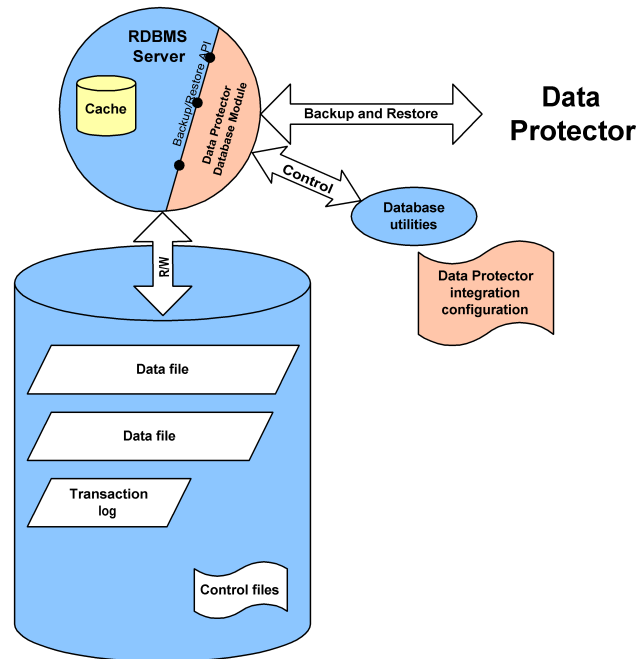 RDBMS
Server
Cache
Backup/Restore API
Data Protector
Database Module
Backup and Restore
Data
Protector
Control
Database
utilities
Data Protector
integration
configuration
R/W
Data file
Data file
Transaction
log
Control files